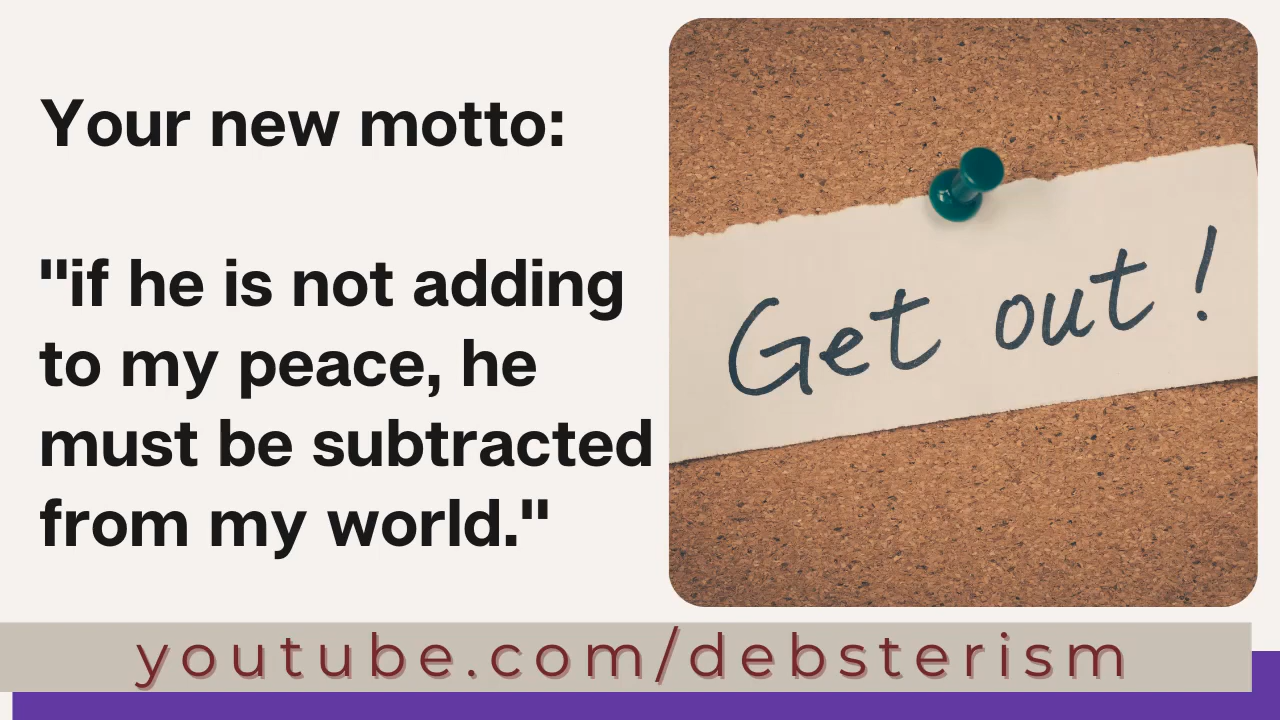 Your new motto:
"if he is not adding
to my peace, he
must be subtracted
from my world."
Get out!
youtube.com/debsterism